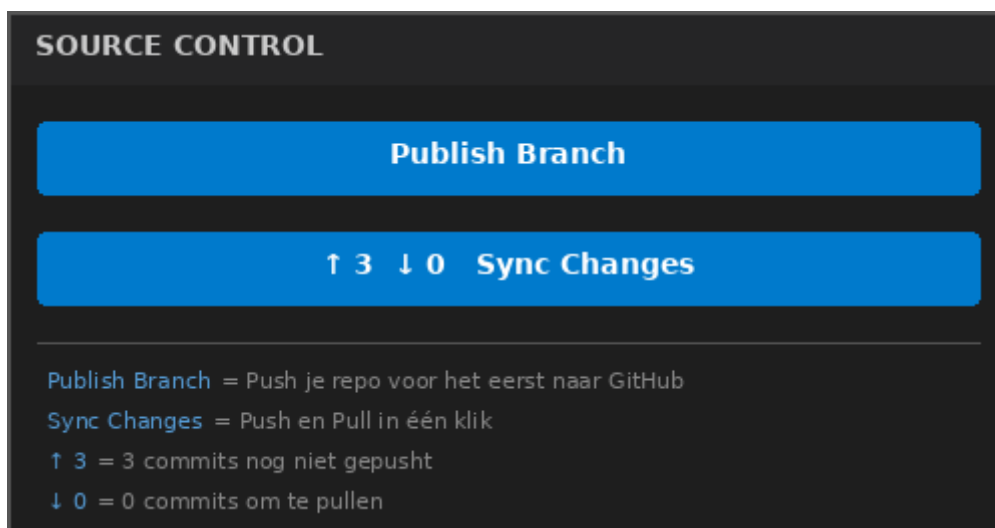 SOURCE CONTROL
Publish Branch
↑ 3 ↓ 0 Sync Changes
Publish Branch = Push je repo voor het eerst naar GitHub
Sync Changes = Push en Pull in één klik
↑ 3 = 3 commits nog niet gepusht
↓ 0 = 0 commits om te pullen